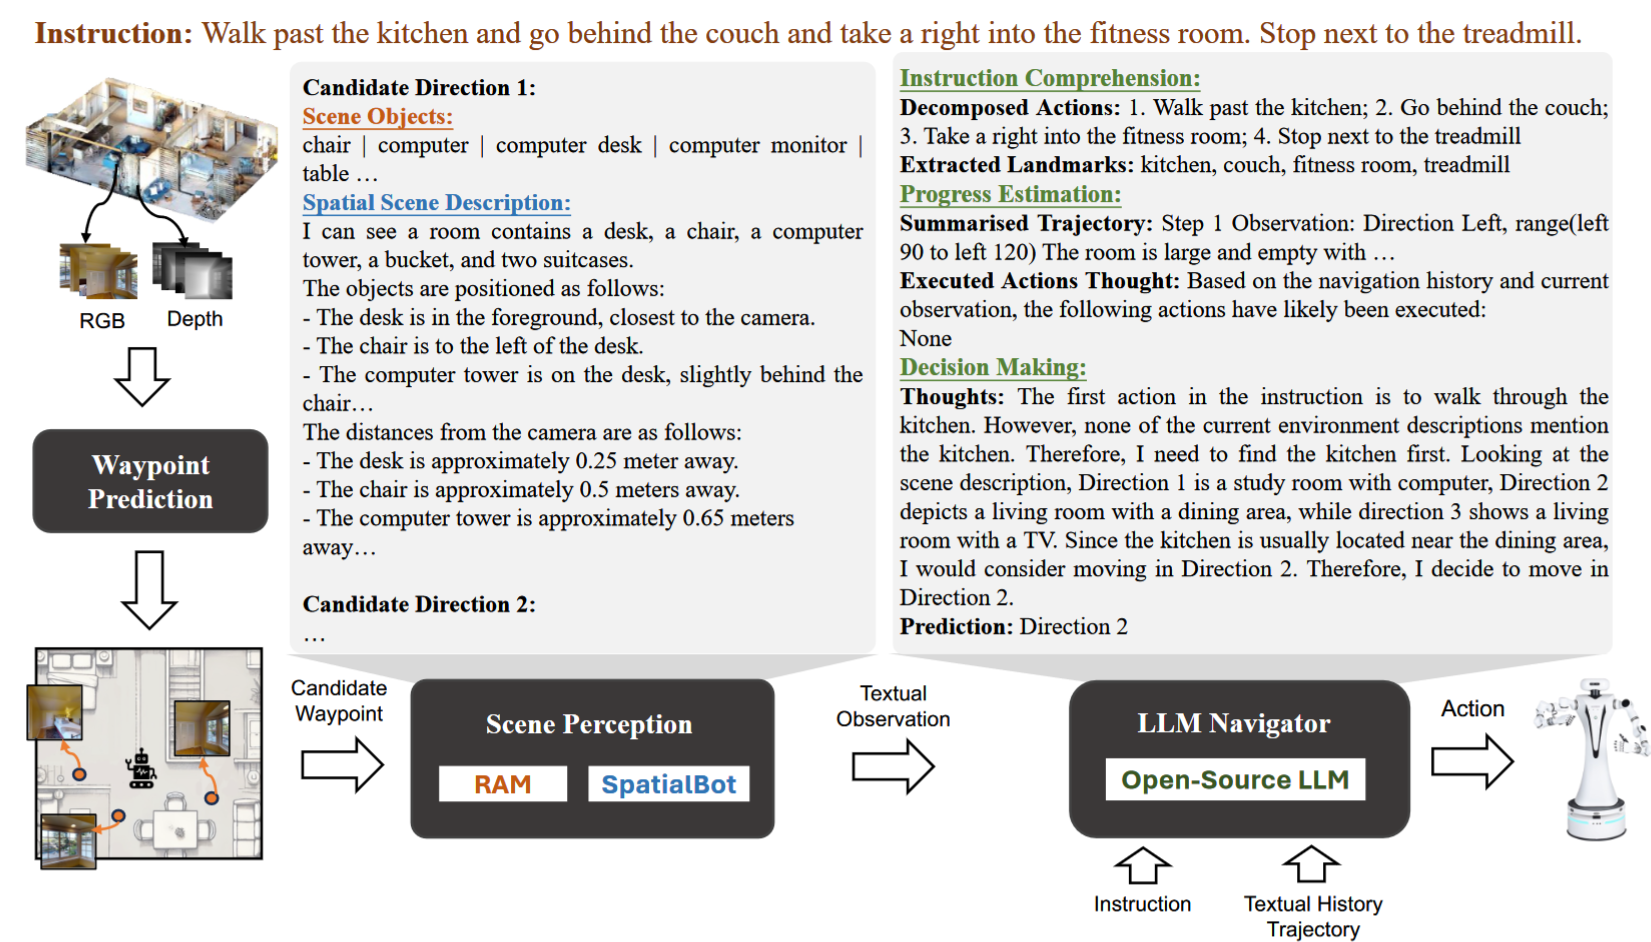 Instruction: Walk past the kitchen and go behind the couch and take a right into the fitness room. Stop next to the treadmill.
RGB
Depth
Waypoint
Prediction
Candidate Direction 1:
Scene Objects:
chair | computer | computer desk | computer monitor |
table …
Spatial Scene Description:
I can see a room contains a desk, a chair, a computer
tower, a bucket, and two suitcases.
The objects are positioned as follows:
- The desk is in the foreground, closest to the camera.
- The chair is to the left of the desk.
- The computer tower is on the desk, slightly behind the
chair…
The distances from the camera are as follows:
- The desk is approximately 0.25 meter away.
- The chair is approximately 0.5 meters away.
- The computer tower is approximately 0.65 meters
away…
Candidate Direction 2:
…
Instruction Comprehension:
Decomposed Actions: 1. Walk past the kitchen; 2. Go behind the couch;
3. Take a right into the fitness room; 4. Stop next to the treadmill
Extracted Landmarks: kitchen, couch, fitness room, treadmill
Progress Estimation:
Summarised Trajectory: Step 1 Observation: Direction Left, range(left
90 to left 120) The room is large and empty with …
Executed Actions Thought: Based on the navigation history and current
observation, the following actions have likely been executed:
None
Decision Making:
Thoughts: The first action in the instruction is to walk through the
kitchen. However, none of the current environment descriptions mention
the kitchen. Therefore, I need to find the kitchen first. Looking at the
scene description, Direction 1 is a study room with computer, Direction 2
depicts a living room with a dining area, while direction 3 shows a living
room with a TV. Since the kitchen is usually located near the dining area,
I would consider moving in Direction 2. Therefore, I decide to move in
Direction 2.
Prediction: Direction 2
Candidate
Waypoint
Scene Perception
RAM
SpatialBot
Textual
Observation
LLM Navigator
Open-Source LLM
Action
Instruction
Textual History
Trajectory